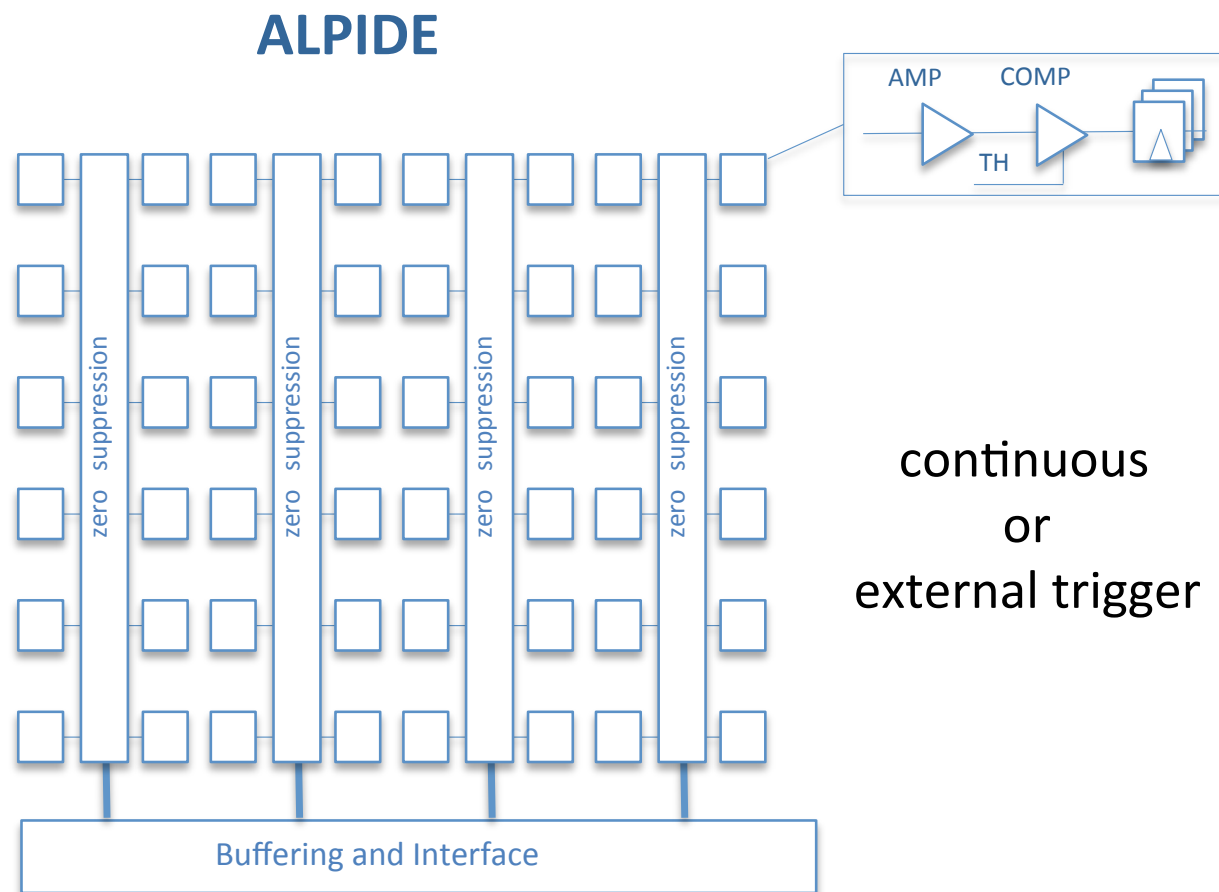 ALPIDE
AMP
COMP
TH
zero suppression
zero suppression
zero suppression
zero suppression
continuous
or
external trigger
Buffering and Interface